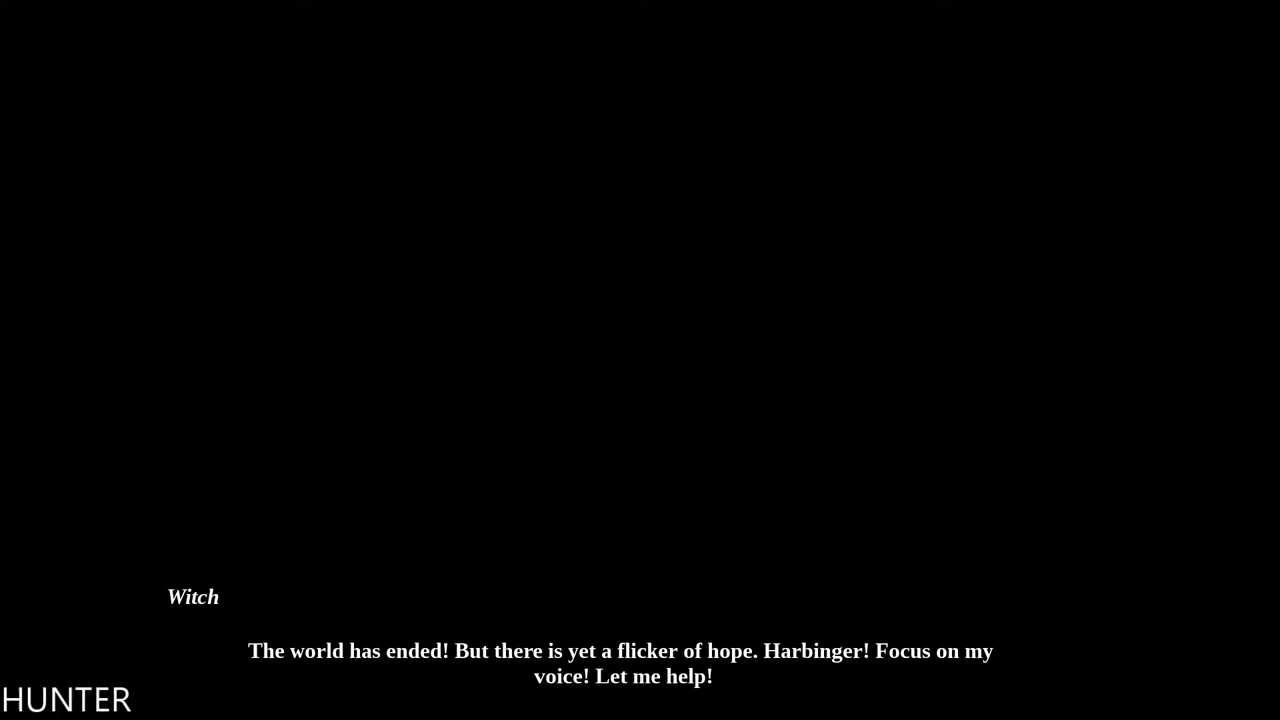 Witch
The world has ended! But there is yet a flicker of hope. Harbinger! Focus on my
voice! Let me help!
HUNTER